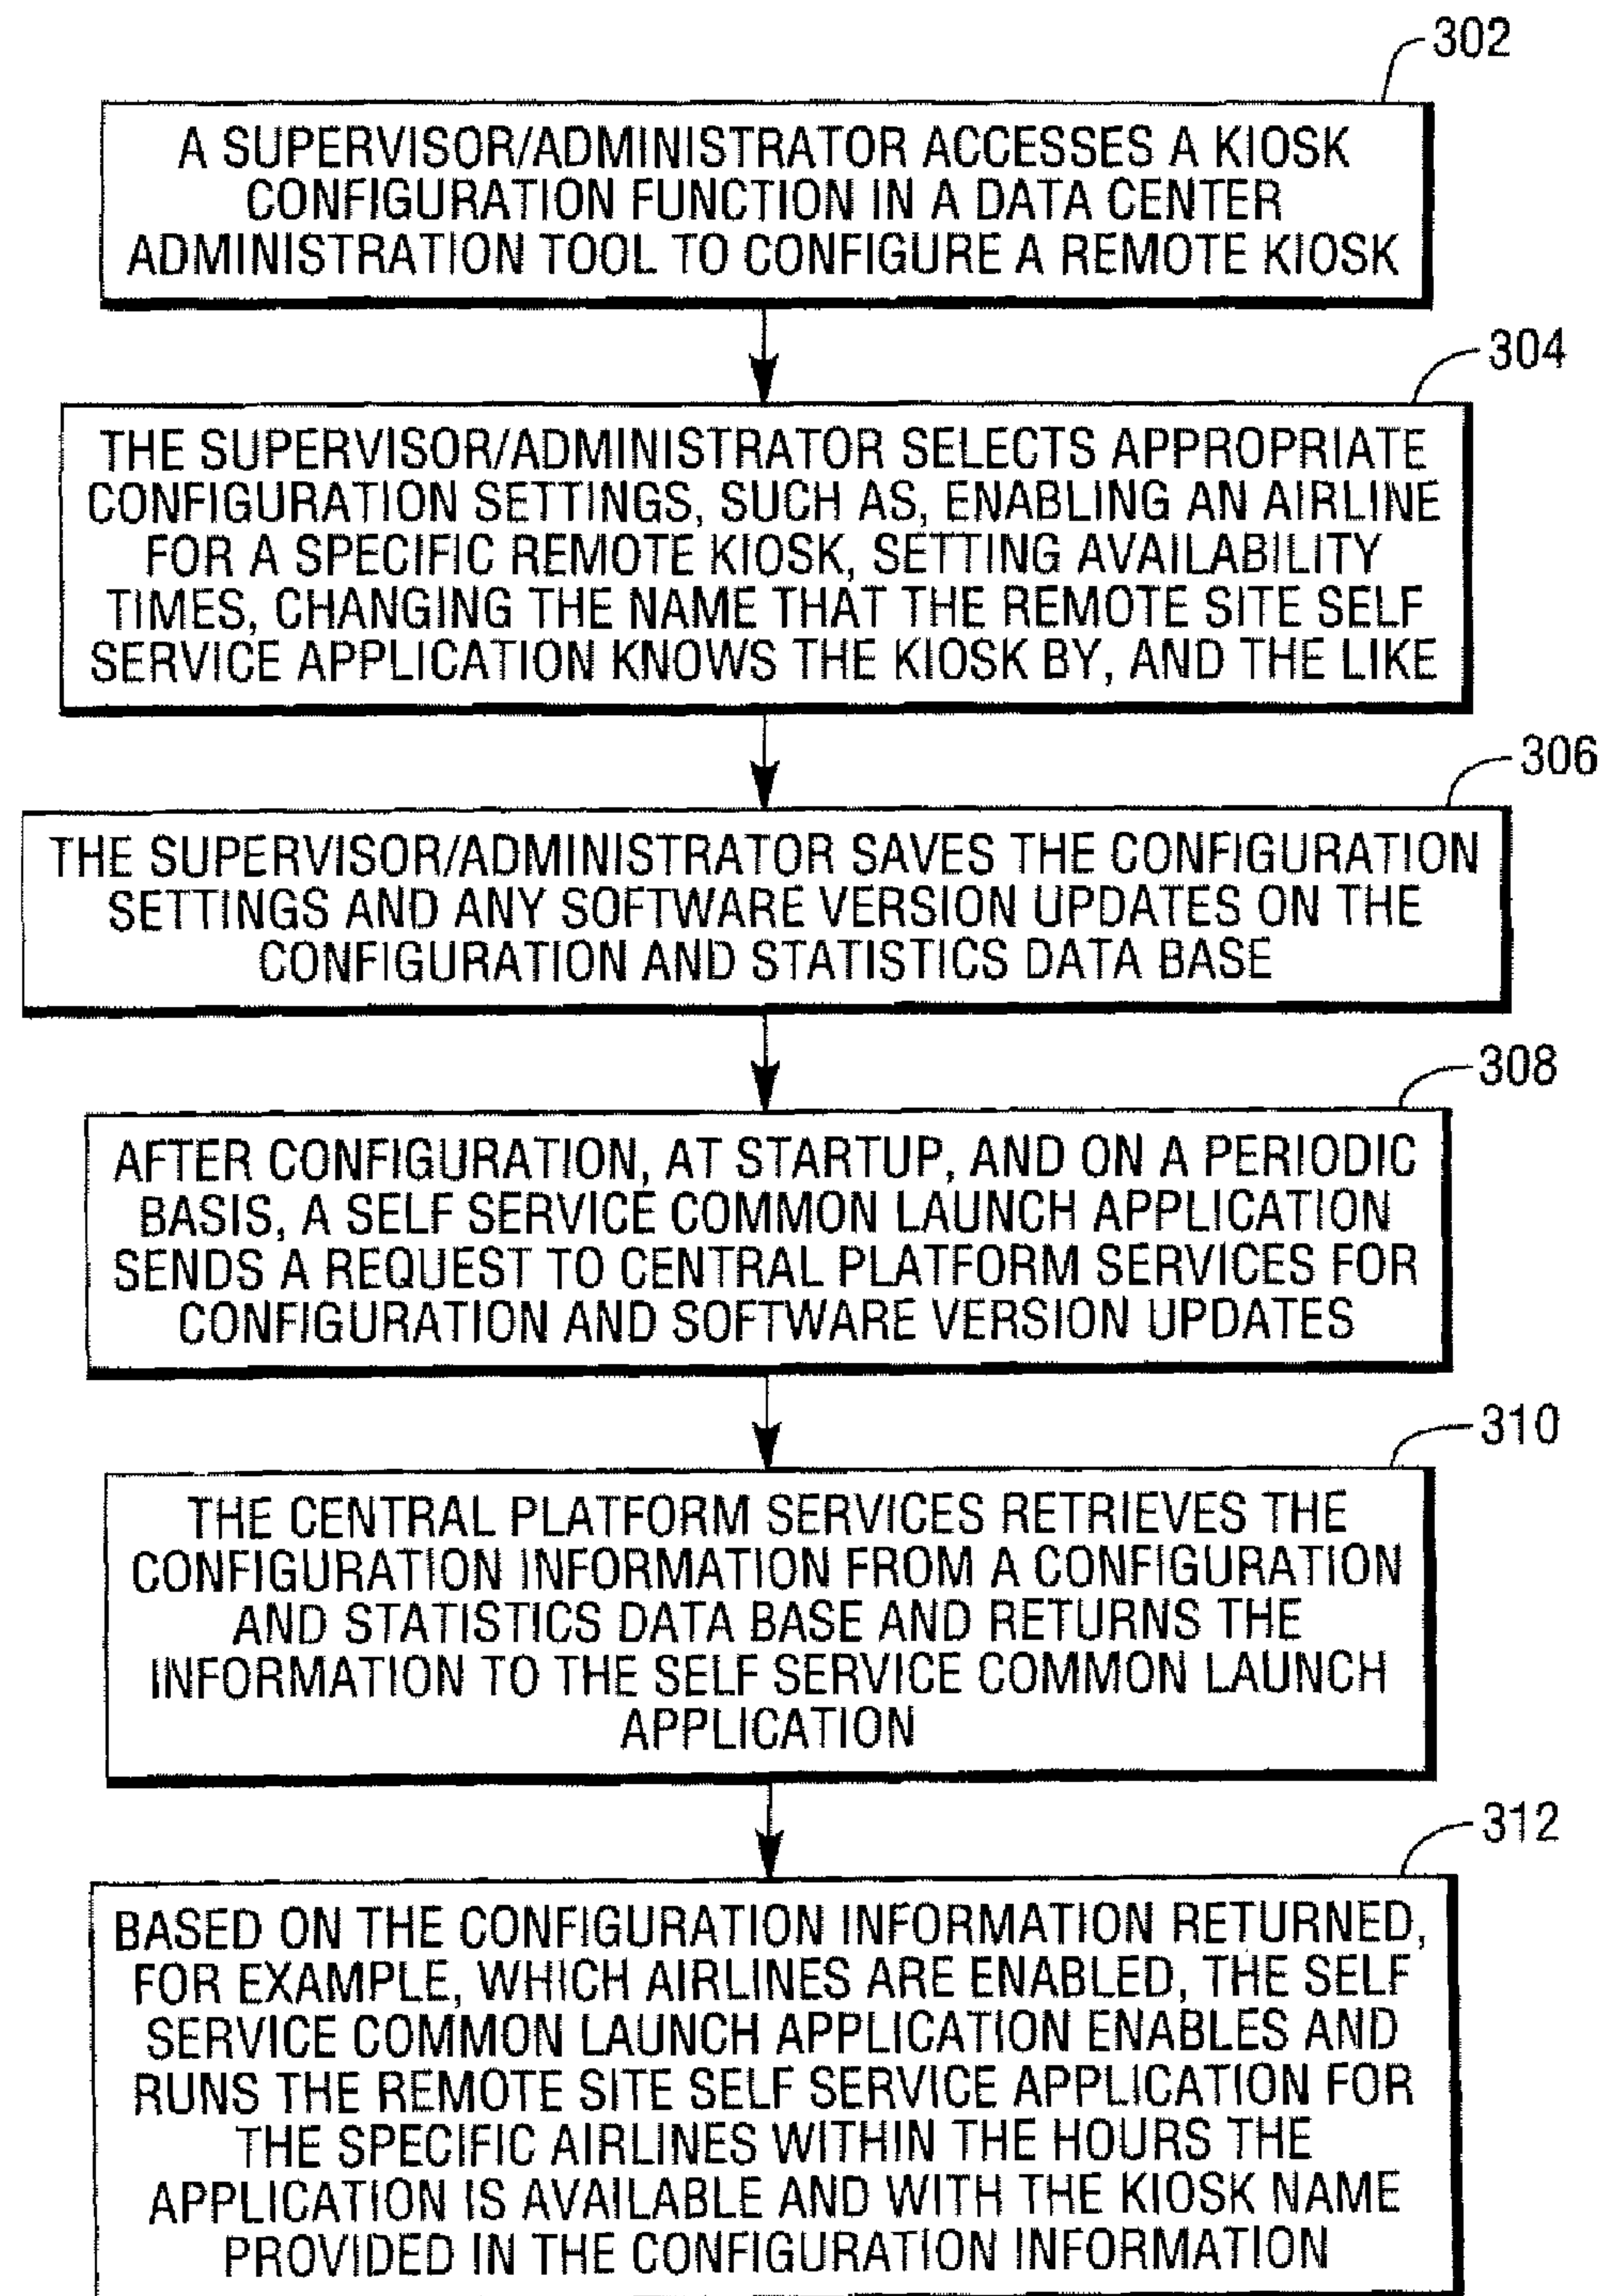 302
A SUPERVISOR/ADMINISTRATOR ACCESSES A KIOSK
CONFIGURATION FUNCTION IN A DATA CENTER
ADMINISTRATION TOOL TO CONFIGURE A REMOTE KIOSK
304
THE SUPERVISOR/ADMINISTRATOR SELECTS APPROPRIATE
CONFIGURATION SETTINGS, SUCH AS, ENABLING AN AIRLINE
FOR A SPECIFIC REMOTE KIOSK, SETTING AVAILABILITY
TIMES, CHANGING THE NAME THAT THE REMOTE SITE SELF
SERVICE APPLICATION KNOWS THE KIOSK BY, AND THE LIKE
306
THE SUPERVISOR/ADMINISTRATOR SAVES THE CONFIGURATION
SETTINGS AND ANY SOFTWARE VERSION UPDATES ON THE
CONFIGURATION AND STATISTICS DATA BASE
308
AFTER CONFIGURATION, AT STARTUP, AND ON A PERIODIC
BASIS, A SELF SERVICE COMMON LAUNCH APPLICATION
SENDS A REQUEST TO CENTRAL PLATFORM SERVICES FOR
CONFIGURATION AND SOFTWARE VERSION UPDATES
310
THE CENTRAL PLATFORM SERVICES RETRIEVES THE
CONFIGURATION INFORMATION FROM A CONFIGURATION
AND STATISTICS DATA BASE AND RETURNS THE
INFORMATION TO THE SELF SERVICE COMMON LAUNCH
APPLICATION
312
BASED ON THE CONFIGURATION INFORMATION RETURNED,
FOR EXAMPLE, WHICH AIRLINES ARE ENABLED, THE SELF
SERVICE COMMON LAUNCH APPLICATION ENABLES AND
RUNS THE REMOTE SITE SELF SERVICE APPLICATION FOR
THE SPECIFIC AIRLINES WITHIN THE HOURS THE
APPLICATION IS AVAILABLE AND WITH THE KIOSK NAME
PROVIDED IN THE CONFIGURATION INFORMATION